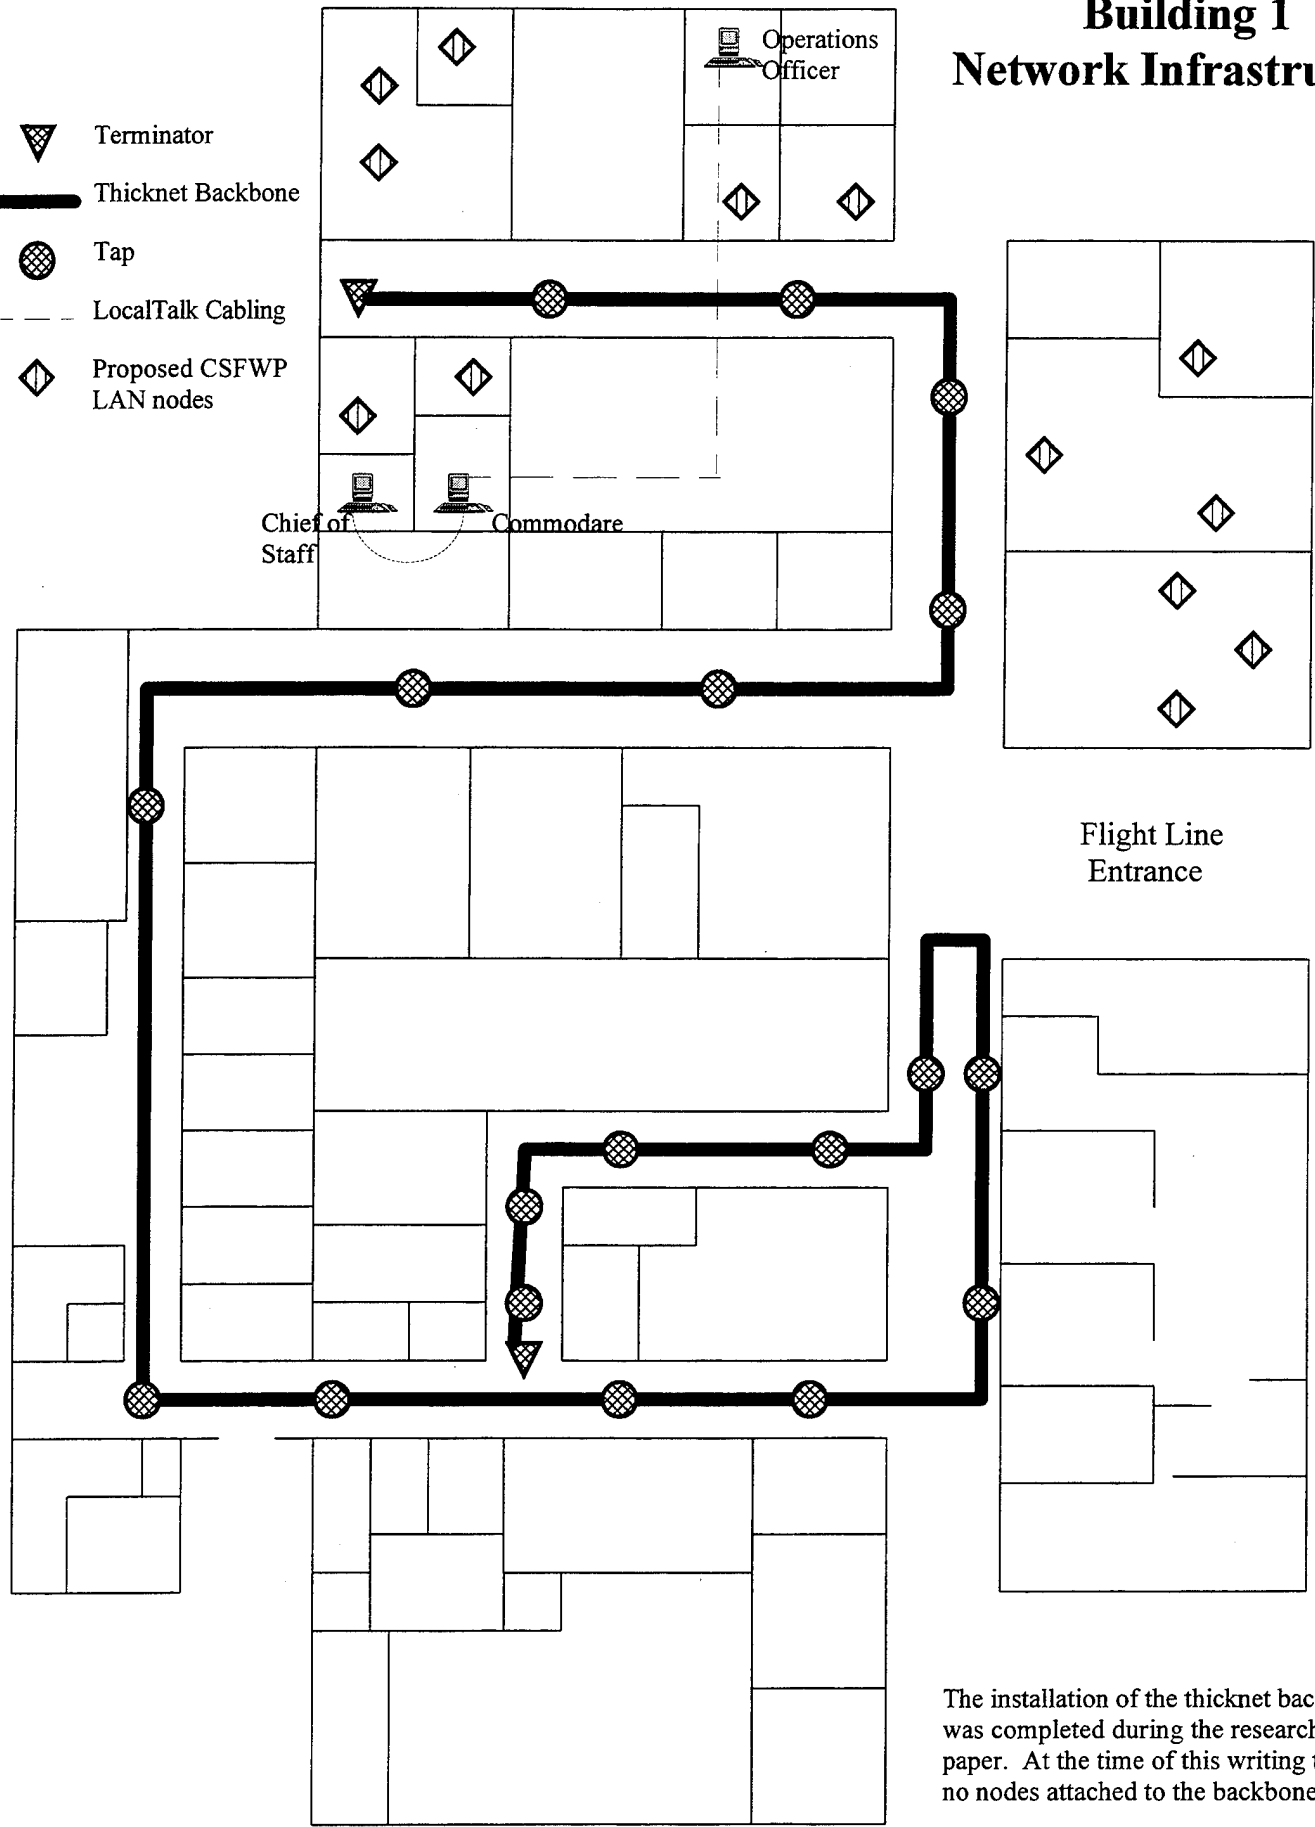 Building 1
Network Infrastru
Operations
Officer
Terminator
Thicknet Backbone
Tap
LocalTalk Cabling
Proposed CSFWP
LAN nodes
Chief of
Staff
Commodare
Flight Line
Entrance
The installation of the thicknet bac
was completed during the research
paper. At the time of this writing t
no nodes attached to the backbone